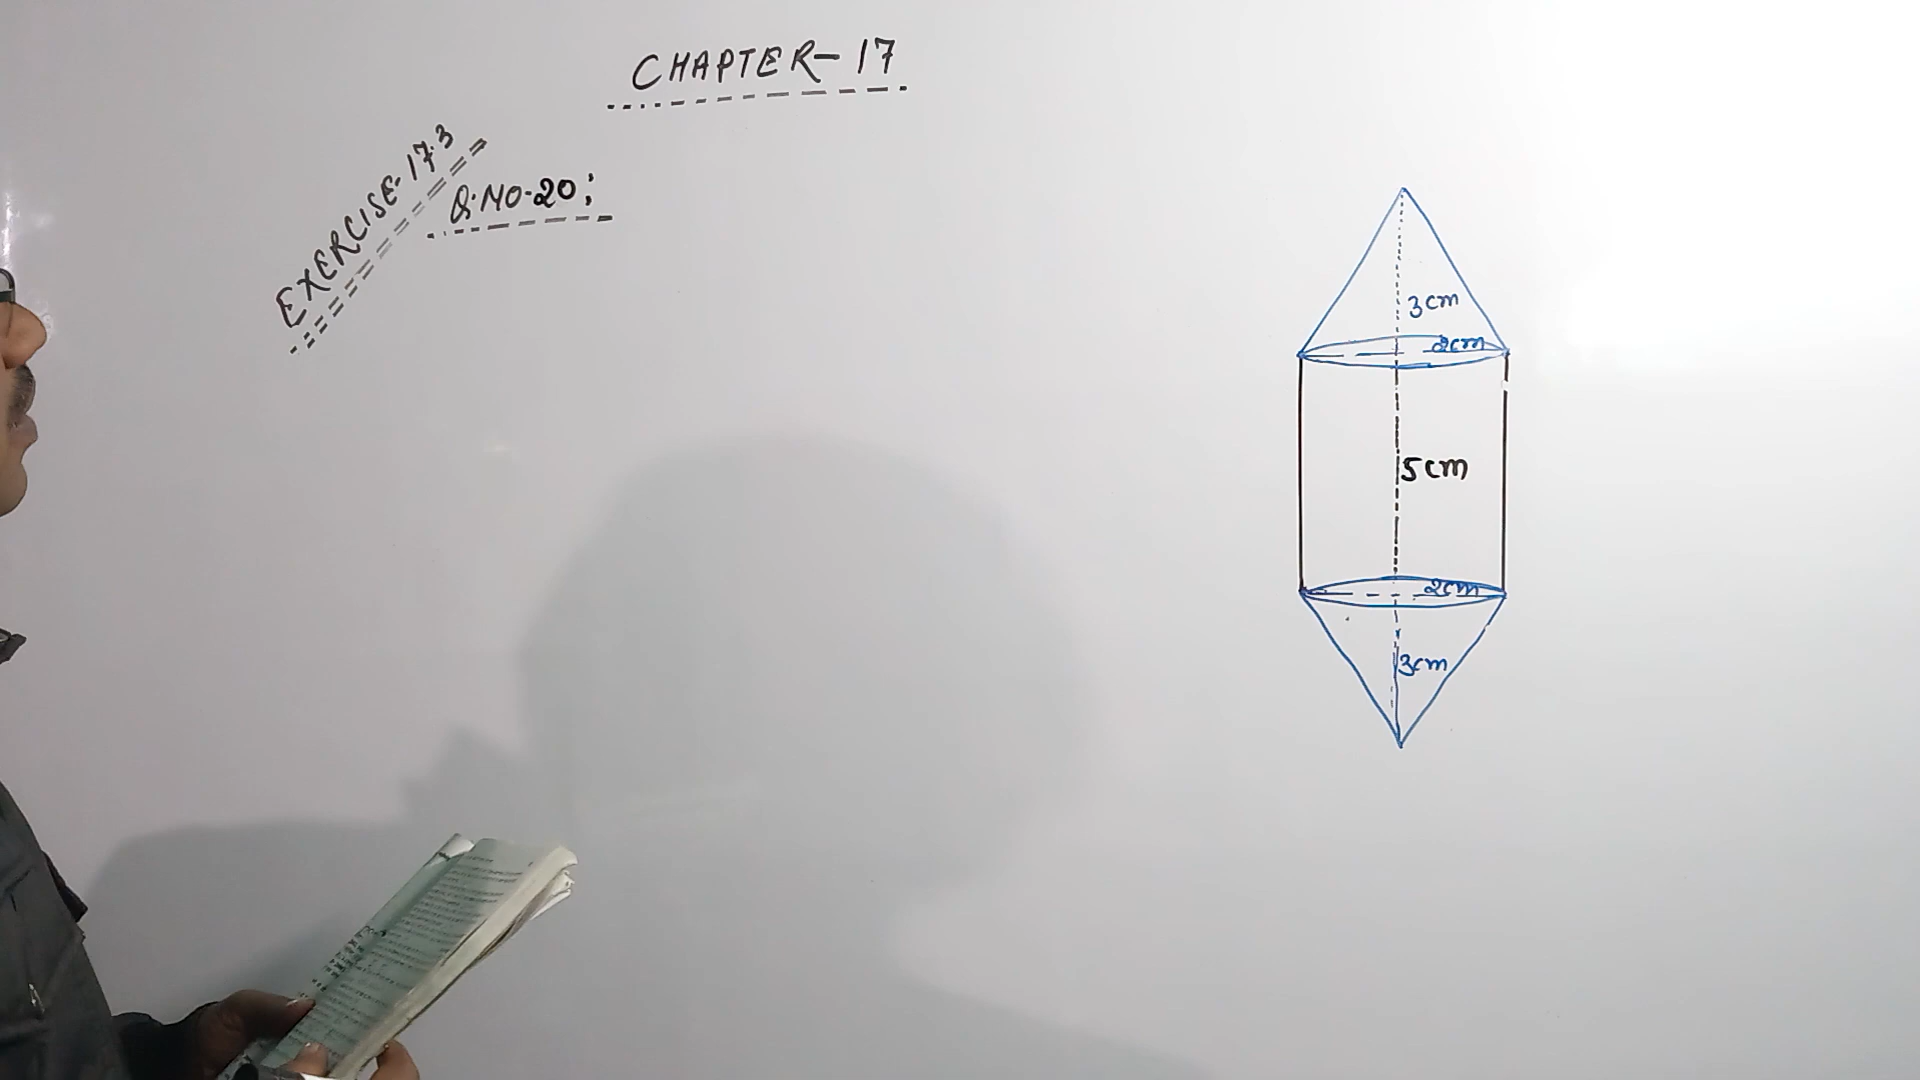 CHAPTER-17
EXERCISE-17.3
Q.NO-20:
3cm
2cm
5cm
2cm
3cm